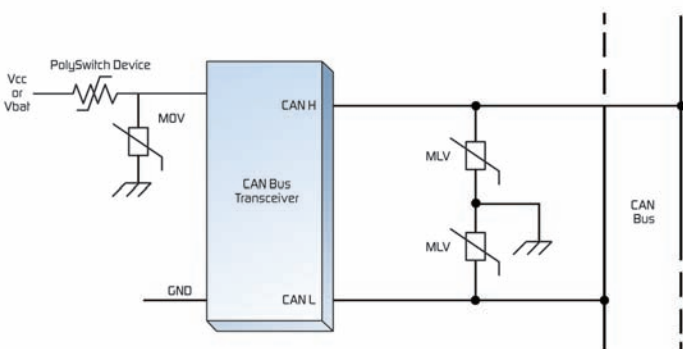 PolySwitch Device
Vcc
or
Vbat
MOV
CAN H
CAN Bus
Transceiver
MLV
MLV
CAN
Bus
GND
CAN L